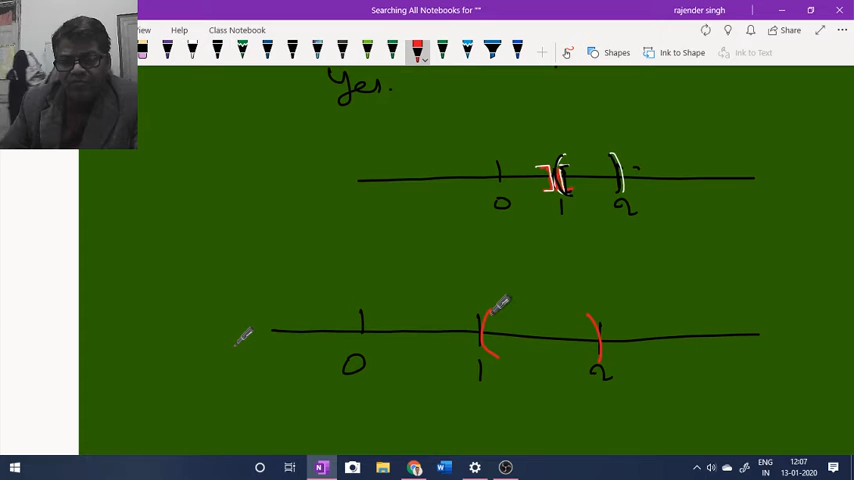 Searching All Notebooks for ""
rajender singh
View Help Class Notebook
Share
Shapes Ink to Shape Ink to Text
Yes.
0 1 2
0 1 2
ENG
IN
12:07
13-01-2020